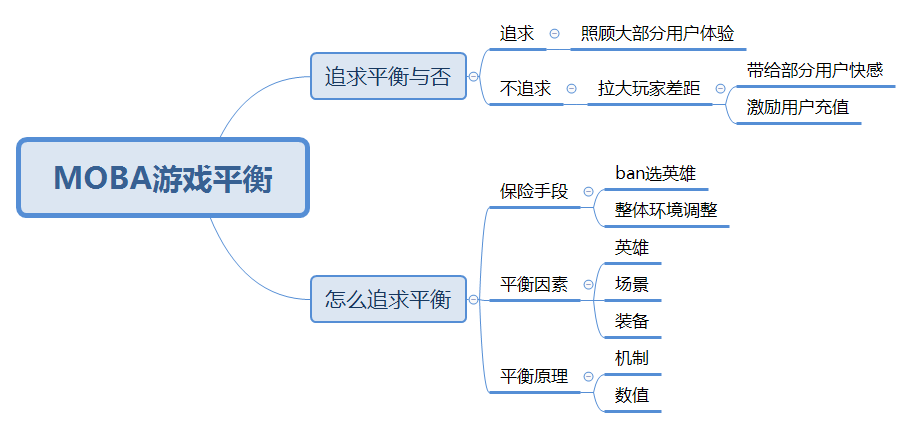 MOBA游戏平衡
追求平衡与否
追求
照顾大部分用户体验
不追求
拉大玩家差距
带给部分用户快感
激励用户充值
怎么追求平衡
保险手段
ban选英雄
整体环境调整
平衡因素
英雄
场景
装备
平衡原理
机制
数值